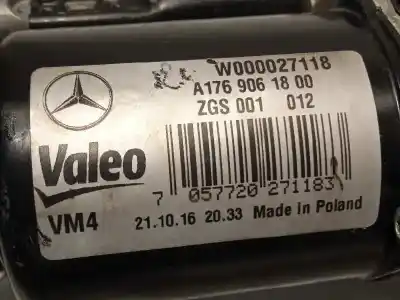 W000027118
A176 906 18 00
ZGS 001 012
Valeo
7 057720 271183
VM4 21.10.16 20.33 Made in Poland